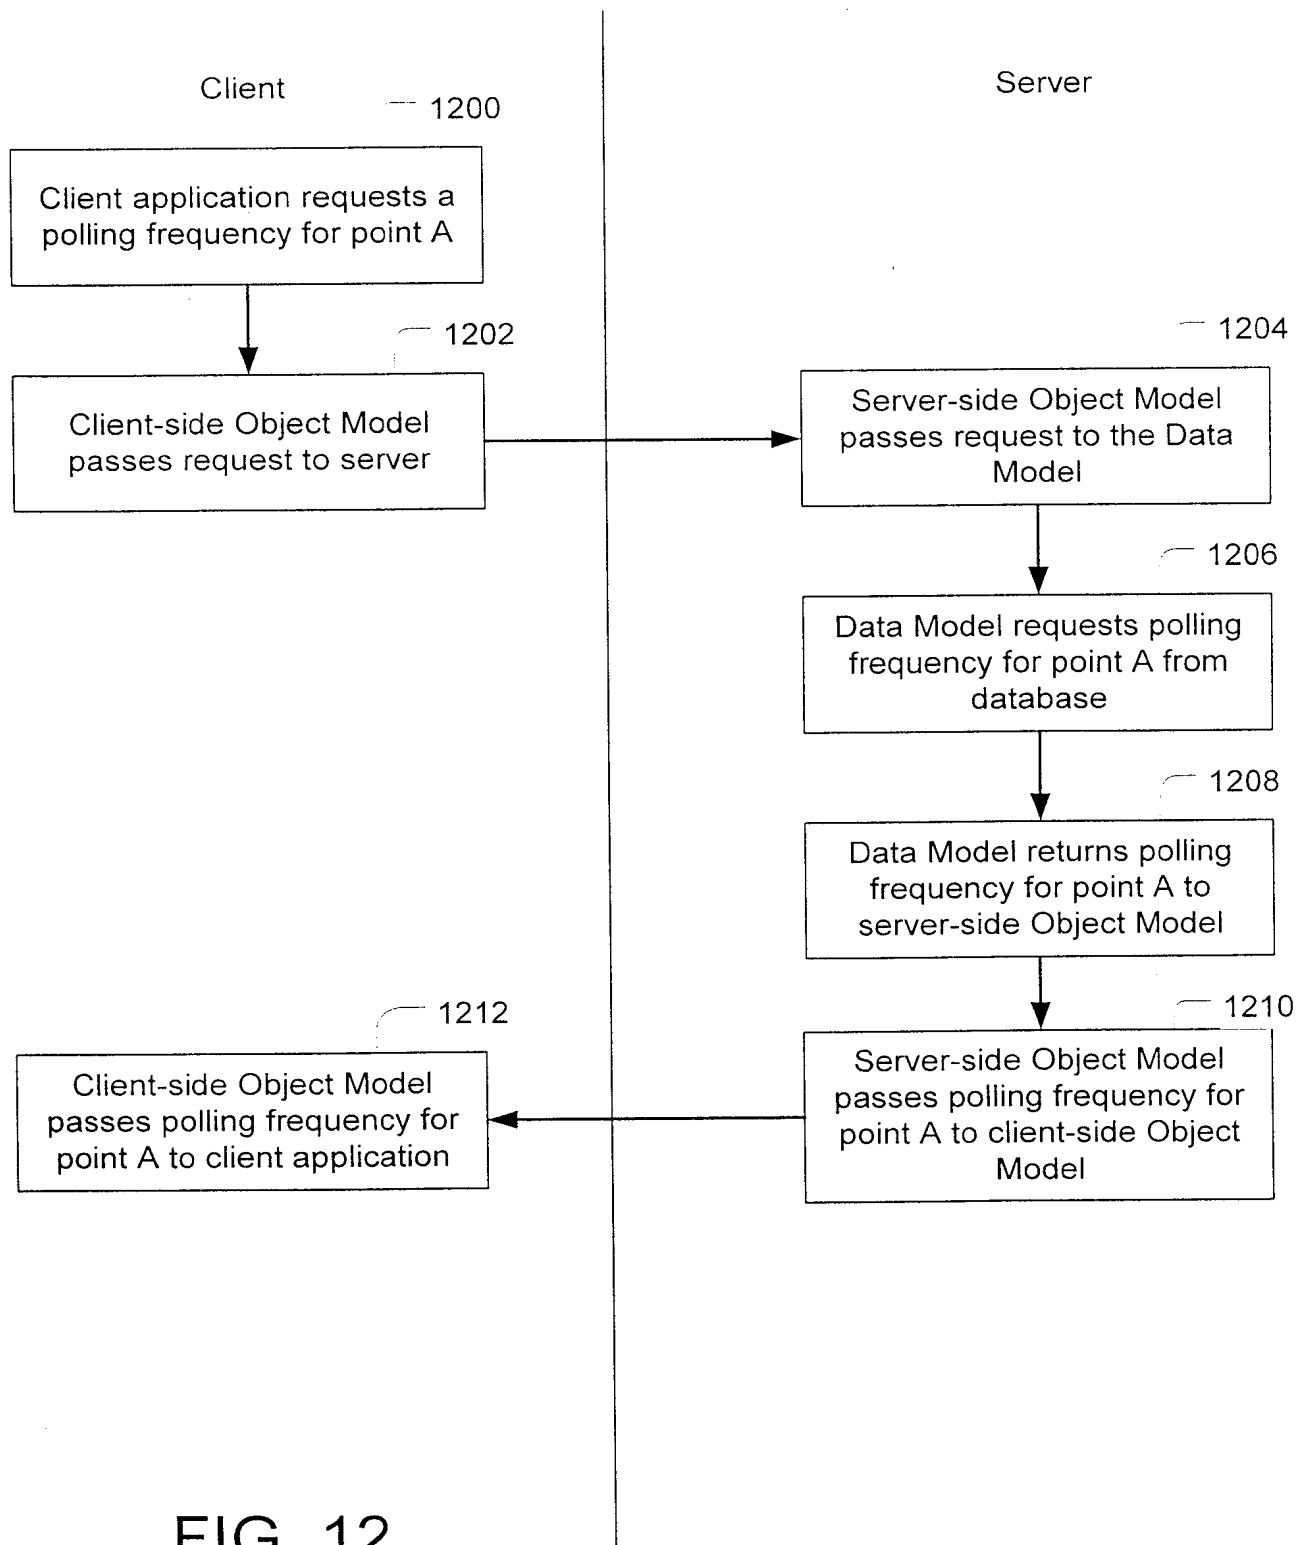 Client
Server
1200
Client application requests a
polling frequency for point A
1202
Client-side Object Model
passes request to server
1204
Server-side Object Model
passes request to the Data
Model
1206
Data Model requests polling
frequency for point A from
database
1208
Data Model returns polling
frequency for point A to
server-side Object Model
1210
Server-side Object Model
passes polling frequency for
point A to client-side Object
Model
1212
Client-side Object Model
passes polling frequency for
point A to client application
FIG. 12